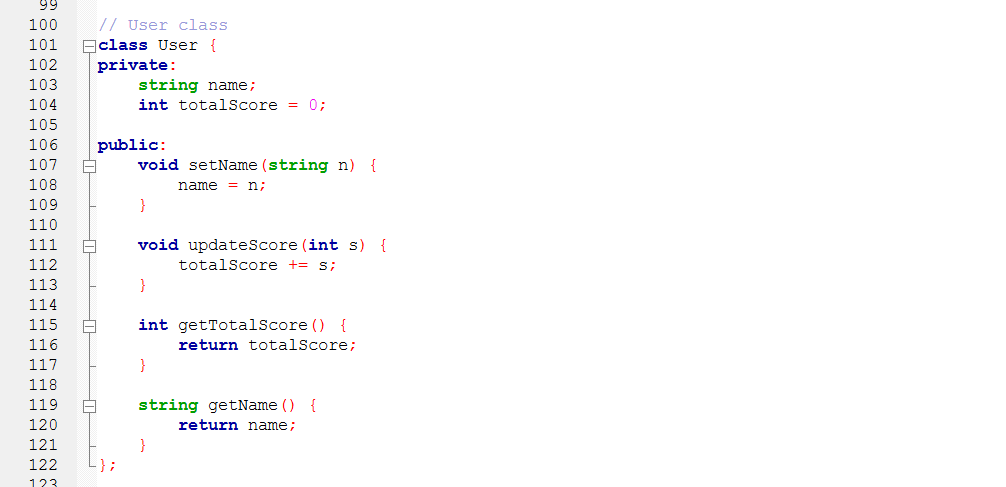 99
100 // User class
101 class User {
102 private:
103 string name;
104 int totalScore = 0;
105
106 public:
107 void setName(string n) {
108 name = n;
109 }
110
111 void updateScore(int s) {
112 totalScore += s;
113 }
114
115 int getTotalScore() {
116 return totalScore;
117 }
118
119 string getName() {
120 return name;
121 }
122 };
123